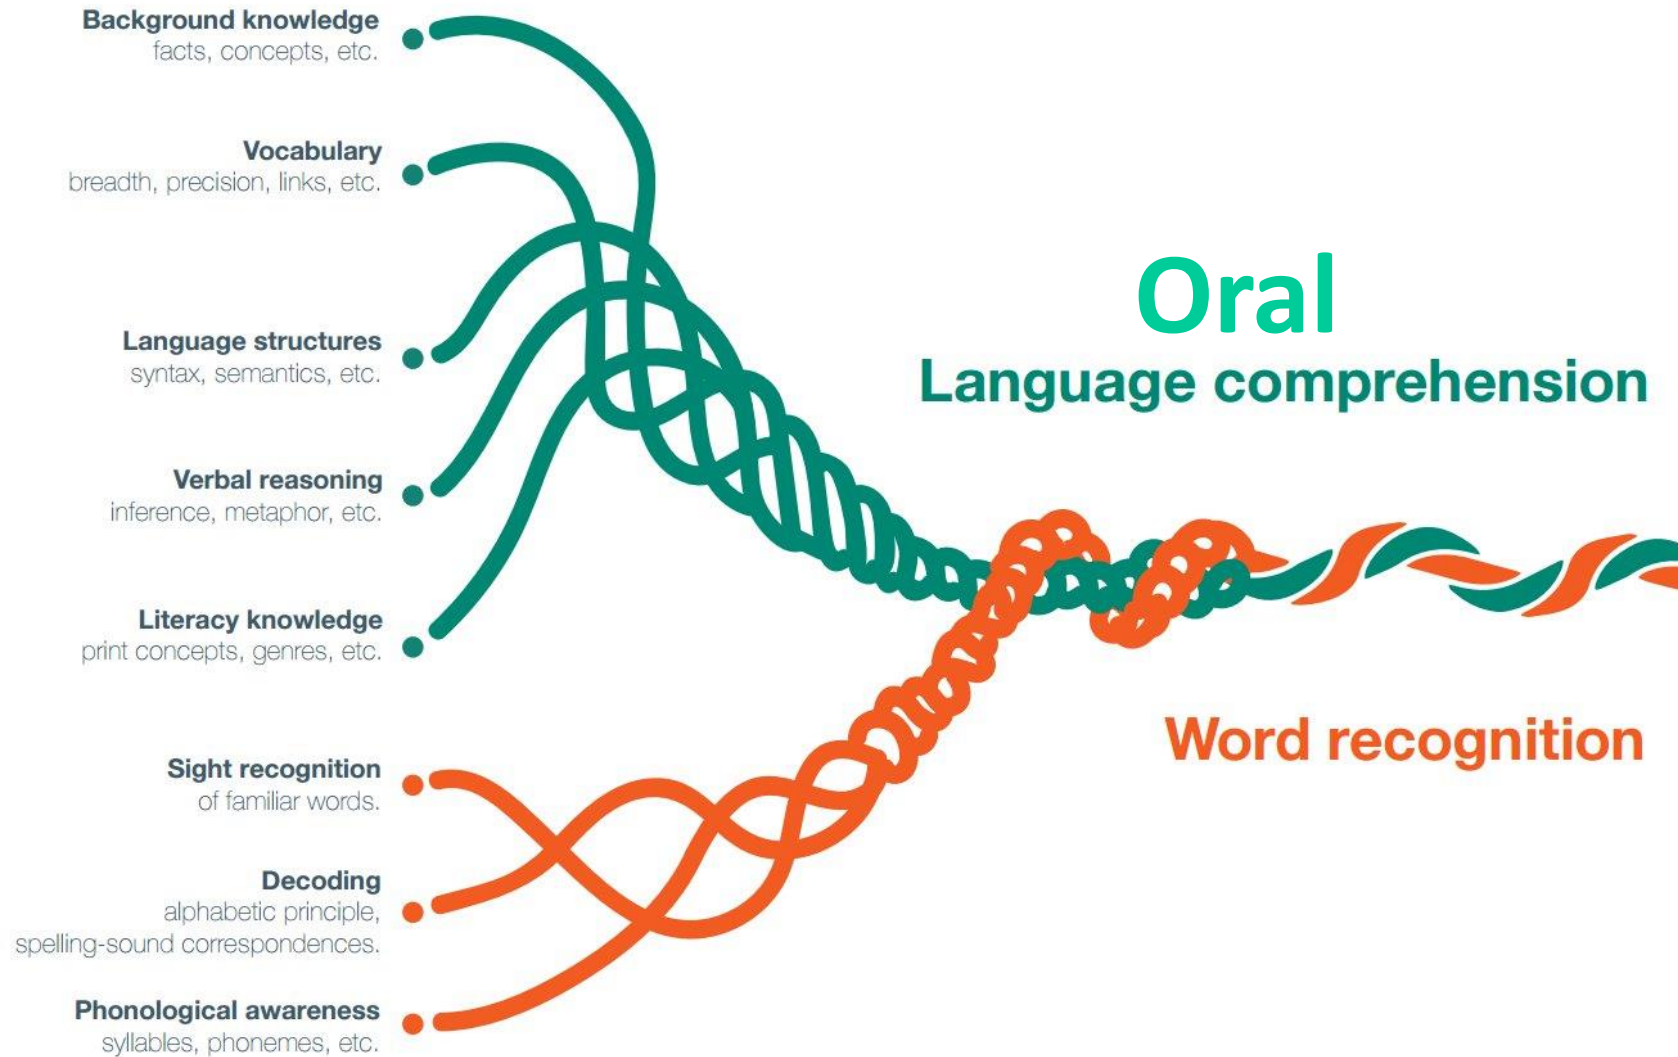 Background knowledge
facts, concepts, etc.
Vocabulary
breadth, precision, links, etc.
Language structures
syntax, semantics, etc.
Verbal reasoning
inference, metaphor, etc.
Literacy knowledge
print concepts, genres, etc.
Sight recognition
of familiar words.
Decoding
alphabetic principle,
spelling-sound correspondences.
Phonological awareness
syllables, phonemes, etc.
Oral
Language comprehension
Word recognition